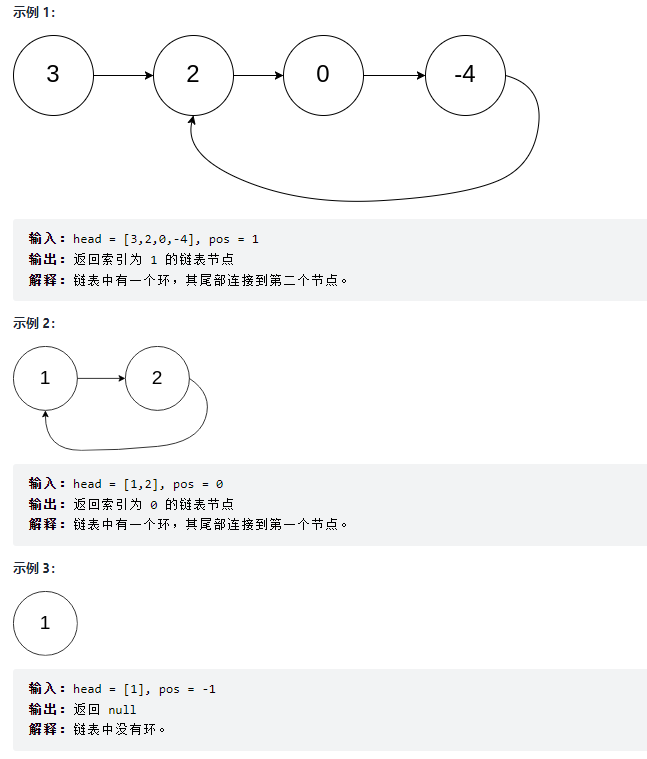 示例 1:
3 2 0 -4
输入：head = [3,2,0,-4], pos = 1
输出：返回索引为 1 的链表节点
解释：链表中有一个环，其尾部连接到第二个节点。
示例 2:
1 2
输入：head = [1,2], pos = 0
输出：返回索引为 0 的链表节点
解释：链表中有一个环，其尾部连接到第一个节点。
示例 3:
1
输入：head = [1], pos = -1
输出：返回 null
解释：链表中没有环。